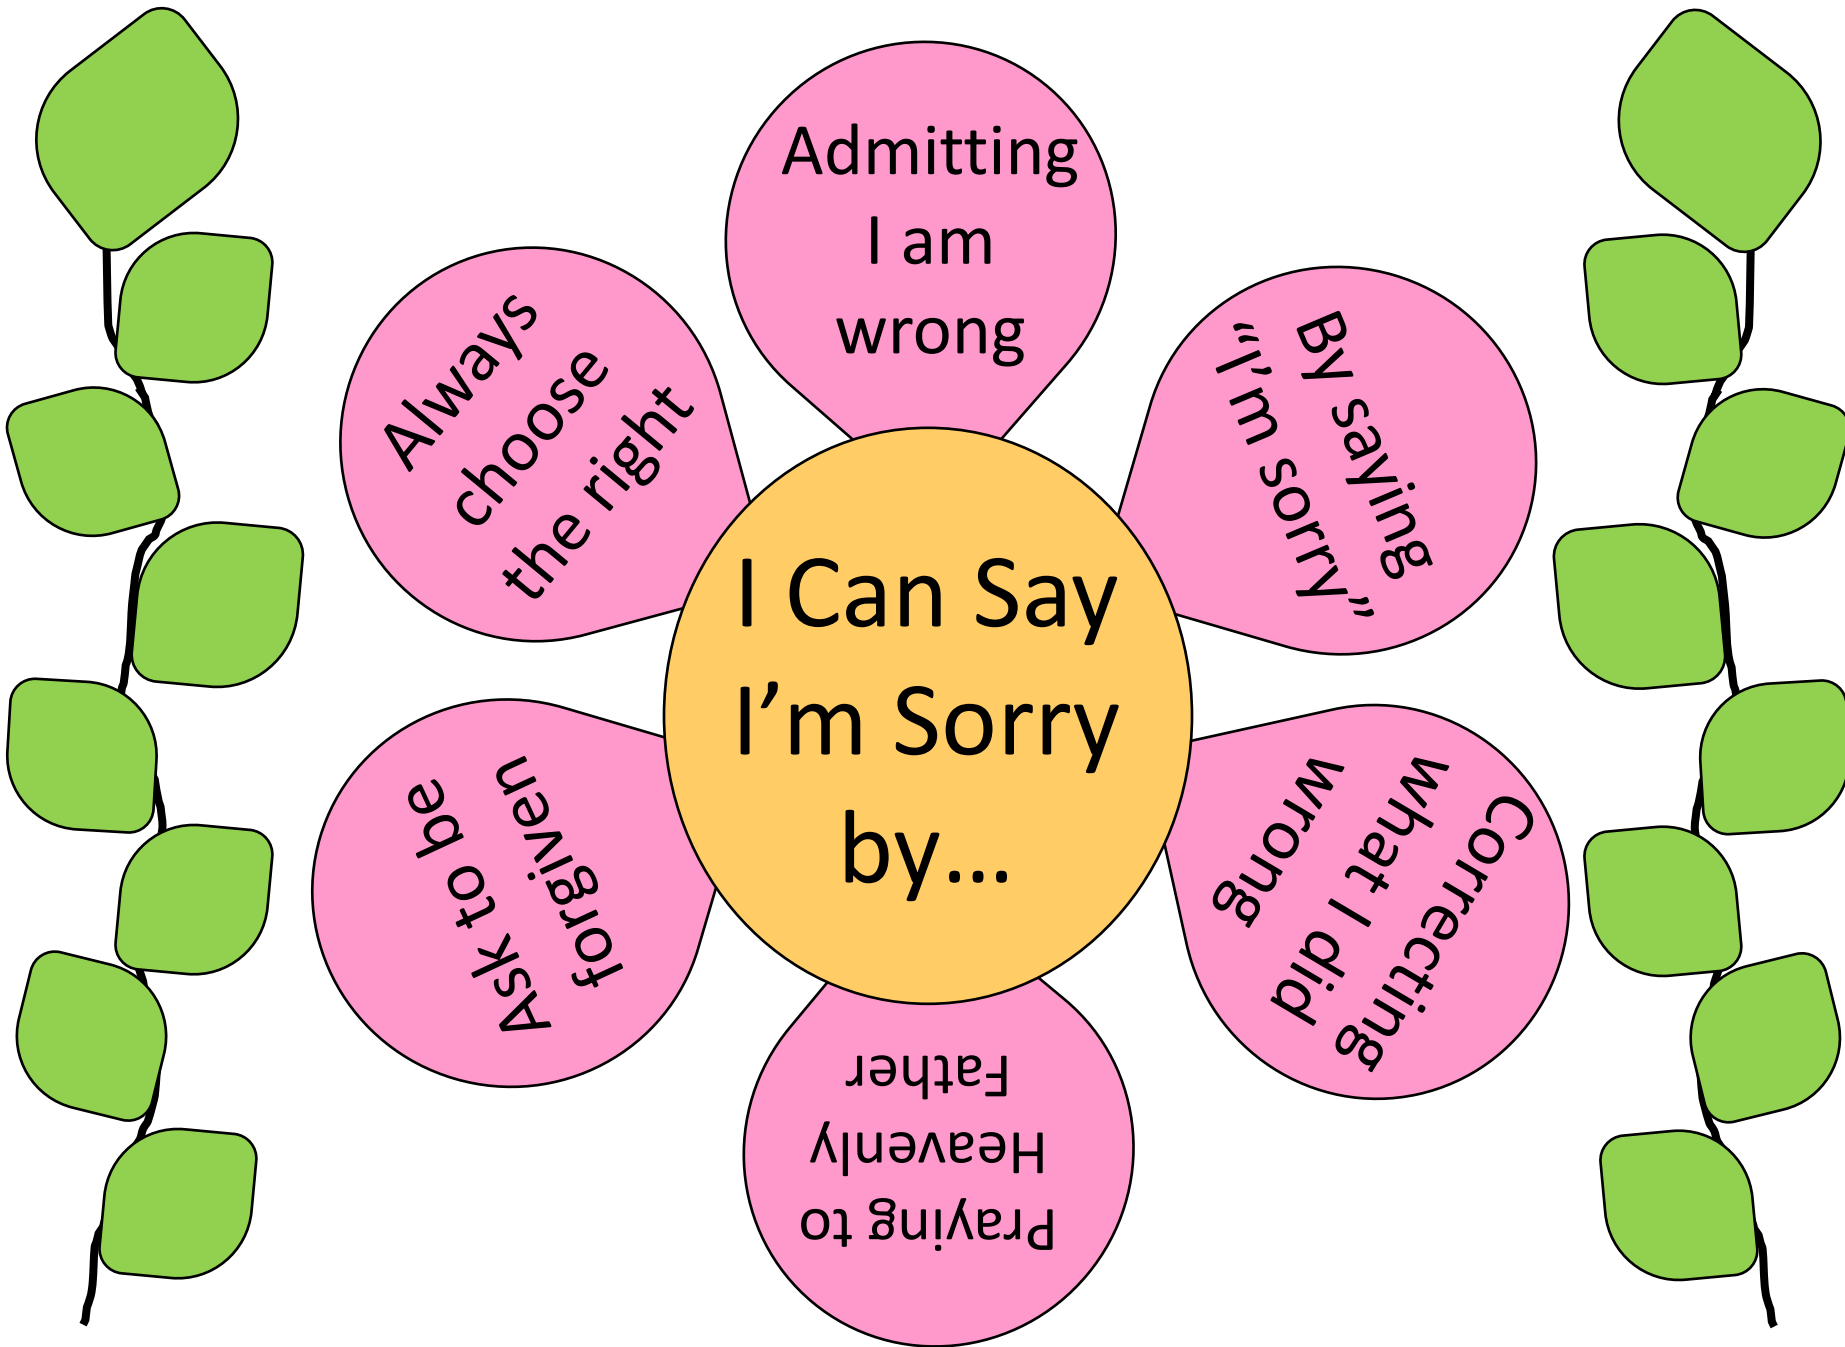 I Can Say
I’m Sorry
by…
Admitting
I am
wrong
By saying
“I’m sorry”
Correcting
what I did
wrong
Praying to
Heavenly
Father
Ask to be
forgiven
Always
choose
the right